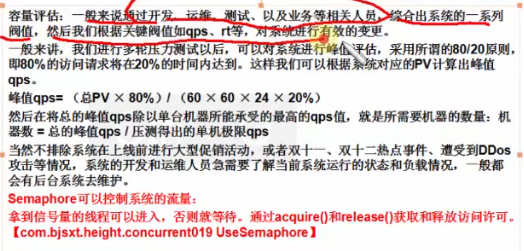 容量评估：一般来说通过开发、运维、测试、以及业务等相关人员，综合出系统的一系列
阀值，然后我们根据关键阀值如qps、rt等，对系统进行有效的变更。
一般来讲，我们进行多轮压力测试以后，可以对系统进行峰值评估，采用所谓的80/20原则，
即80%的访问请求将在20%的时间内达到。这样我们可以根据系统对应的PV计算出峰值
qps。
峰值qps= （总PV × 80%）/（60 × 60 × 24 × 20%）
然后在将总的峰值qps除以单台机器所能承受的最高的qps值，就是所需要机器的数量：机
器数 = 总的峰值qps / 压测得出的单机极限qps
当然不排除系统在上线前进行大型促销活动，或者双十一、双十二热点事件、遭受到DDos
攻击等情况，系统的开发和运维人员急需要了解当前系统运行的状态和负载情况，一般都
会有后台系统去维护。
Semaphore可以控制系统的流量：
拿到信号量的线程可以进入，否则就等待。通过acquire()和release()获取和释放访问许可。
【com.bjsxt.height.concurrent019 UseSemaphore】